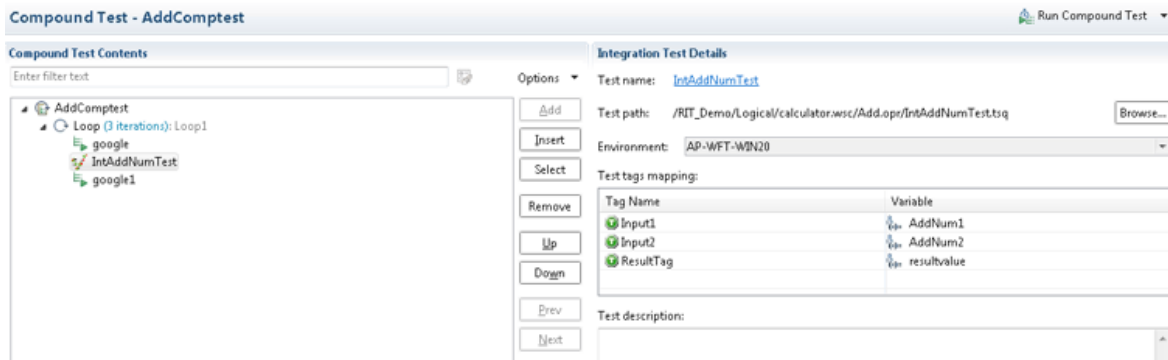 Compound Test - AddComptest
Run Compound Test
Compound Test Contents
Enter filter text
Options
AddComptest
Loop (3 iterations): Loop1
google
IntAddNumTest
google1
Add
Insert
Select
Remove
Up
Down
Prev
Next
Integration Test Details
Test name: IntAddNumTest
Test path: /RIT_Demo/Logical/calculator.wsc/Add.opr/IntAddNumTest.tsq
Browse...
Environment: AP-WFT-WIN20
Test tags mapping:
Tag Name Variable
Input1 AddNum1
Input2 AddNum2
ResultTag resultvalue
Test description: